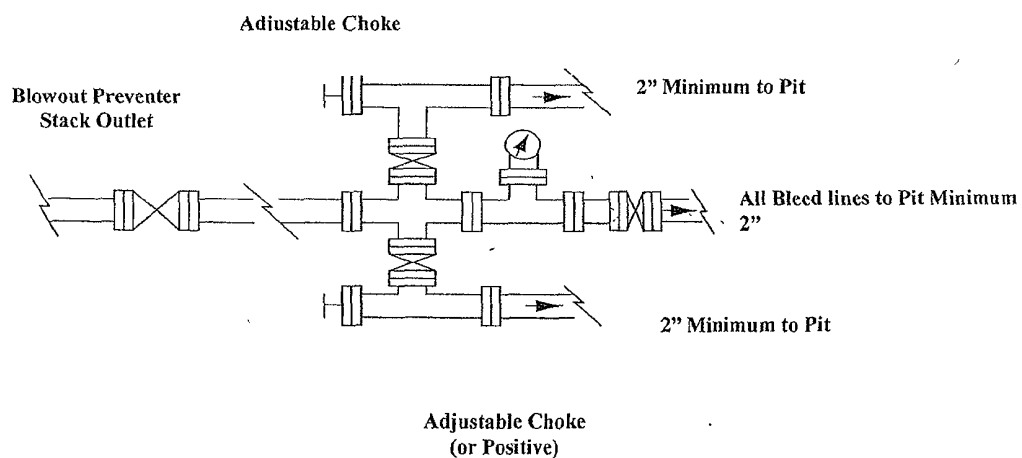 Adjustable Choke
2" Minimum to Pit
Blowout Preventer
Stack Outlet
All Bleed lines to Pit Minimum
2"
2" Minimum to Pit
Adjustable Choke
(or Positive)